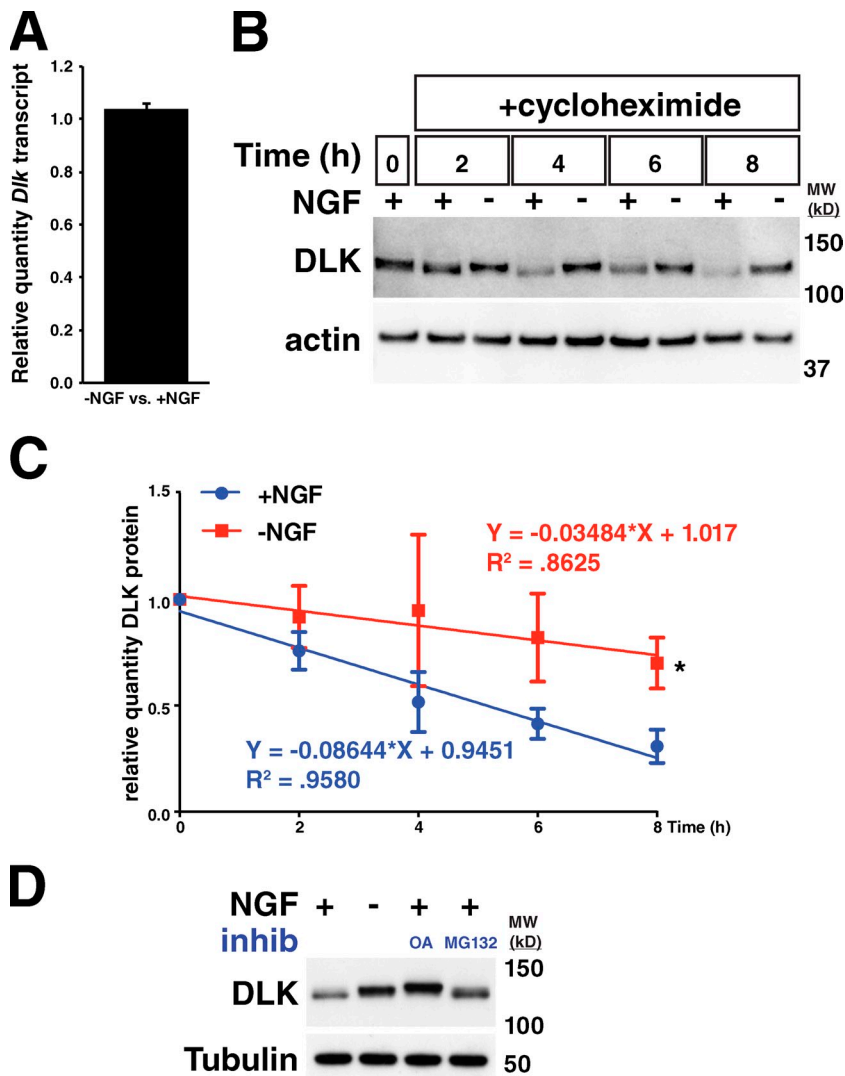 A
1.2
1.0
0.8
0.6
0.4
0.2
0.0
Relative quantity Dlk transcript
-NGF vs. +NGF
B
+cycloheximide
Time (h) 0 2 4 6 8
NGF + + - + - + - + -
MW
(kD)
DLK
150
100
actin
37
C
1.5
1.0
0.5
0.0
relative quantity DLK protein
+NGF
-NGF
Y = -0.03484*X + 1.017
R² = .8625
*
Y = -0.08644*X + 0.9451
R² = .9580
0 2 4 6 8 Time (h)
D
NGF + - + +
inhib OA MG132
MW
(kD)
DLK
150
100
Tubulin
50